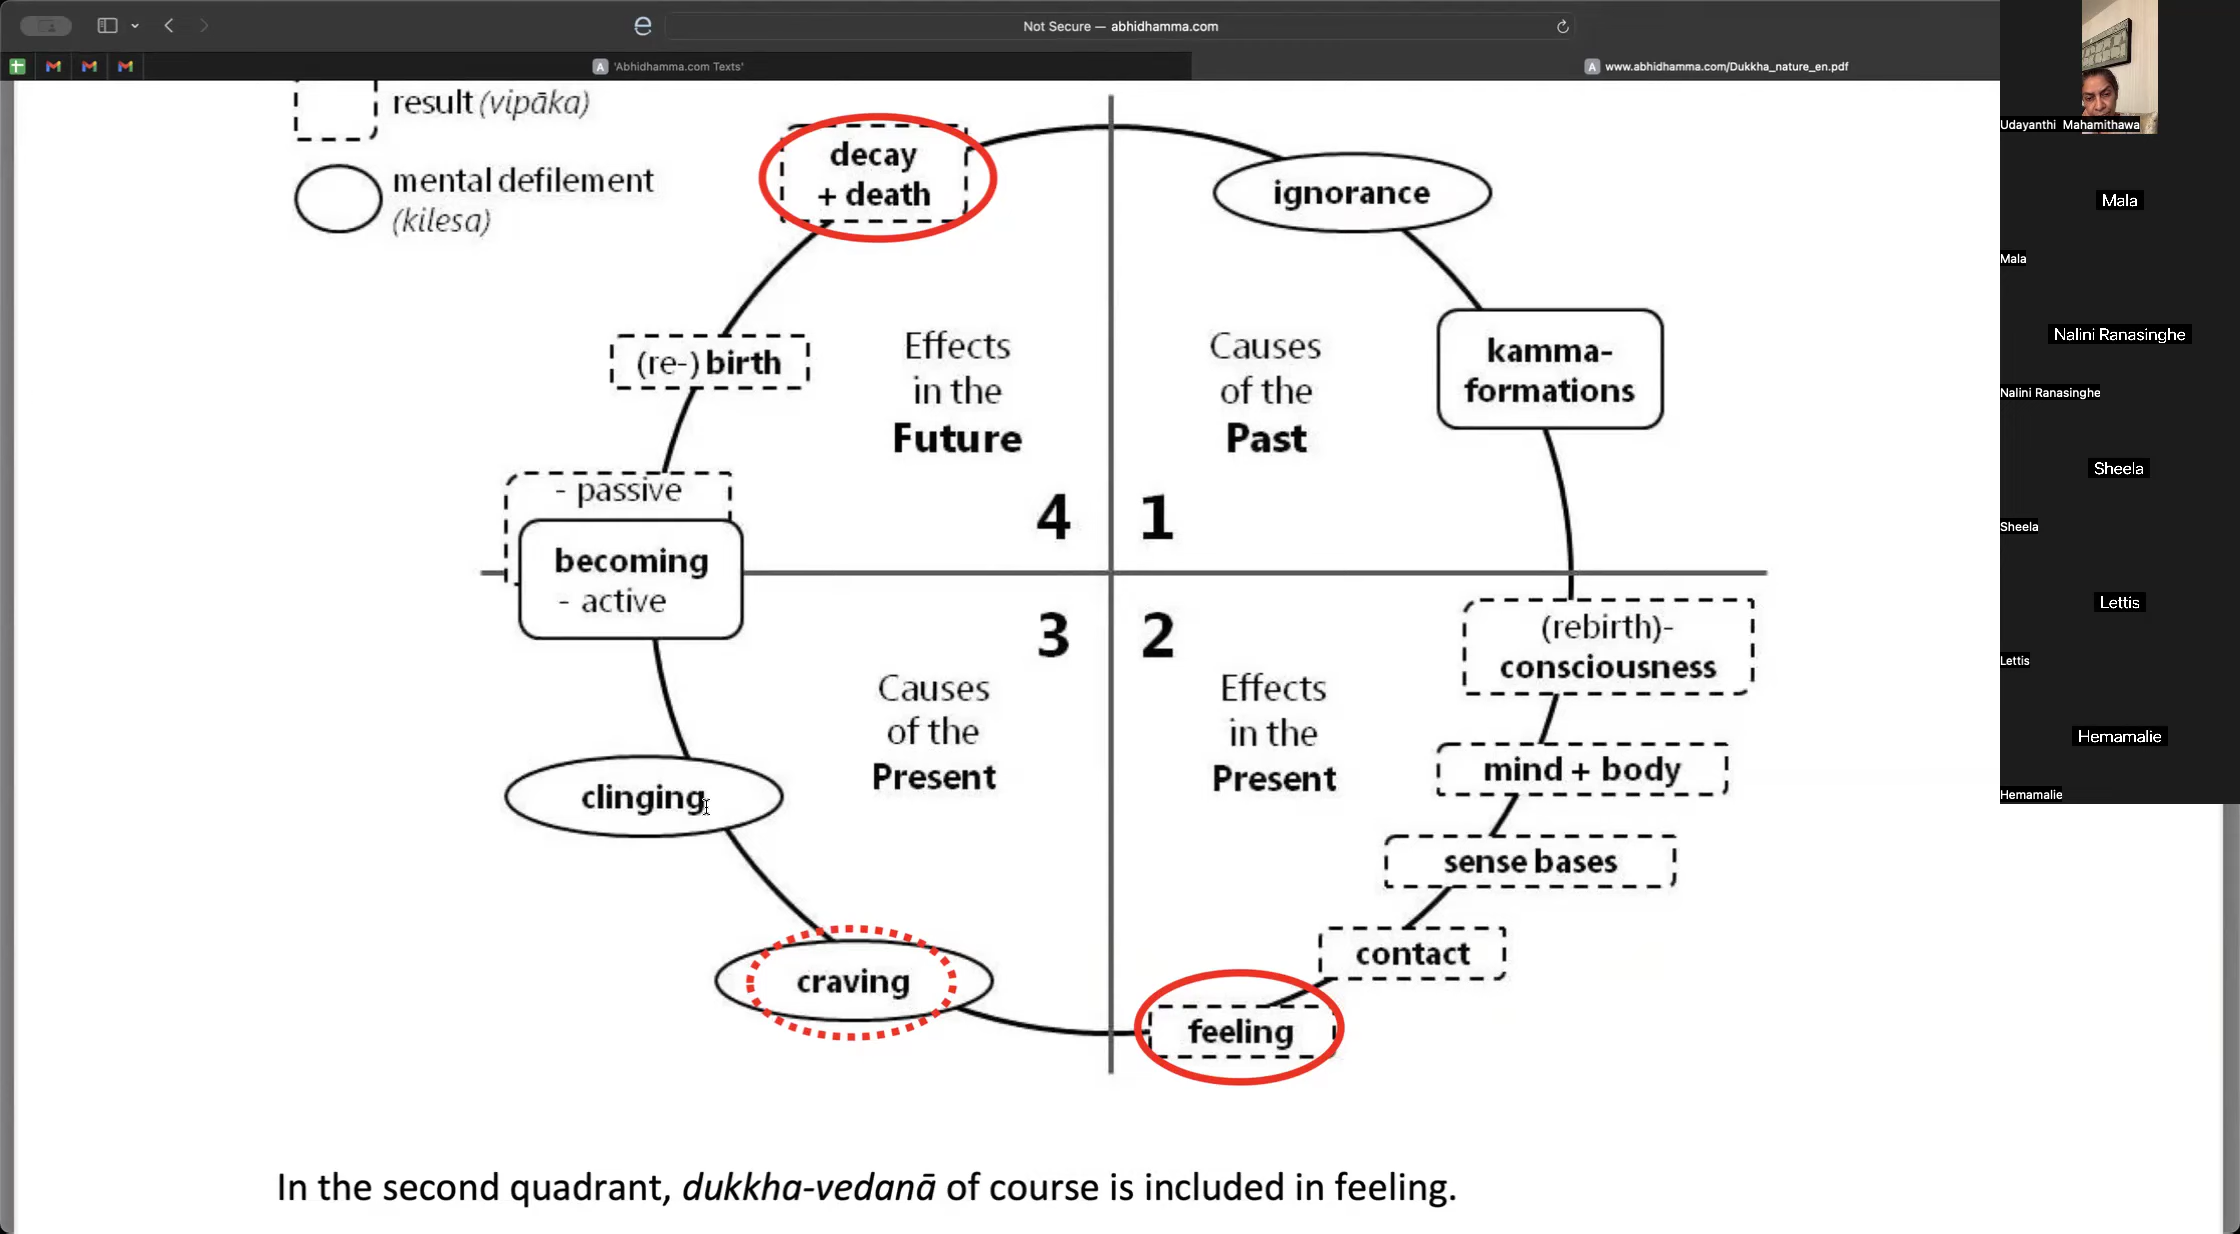 Not Secure — abhidhamma.com
'Abhidhamma.com Texts'
www.abhidhamma.com/Dukkha_nature_en.pdf
result (vipāka)
mental defilement
(kilesa)
decay
+ death
ignorance
(re-) birth
Effects
in the
Future
Causes
of the
Past
kamma-
formations
- passive
becoming
- active
4
1
3
2
(rebirth)-
consciousness
Causes
of the
Present
Effects
in the
Present
mind + body
clinging
sense bases
contact
craving
feeling
In the second quadrant, dukkha-vedanā of course is included in feeling.
Udayanthi Mahamithawa
Mala
Mala
Nalini Ranasinghe
Nalini Ranasinghe
Sheela
Sheela
Lettis
Lettis
Hemamalie
Hemamalie